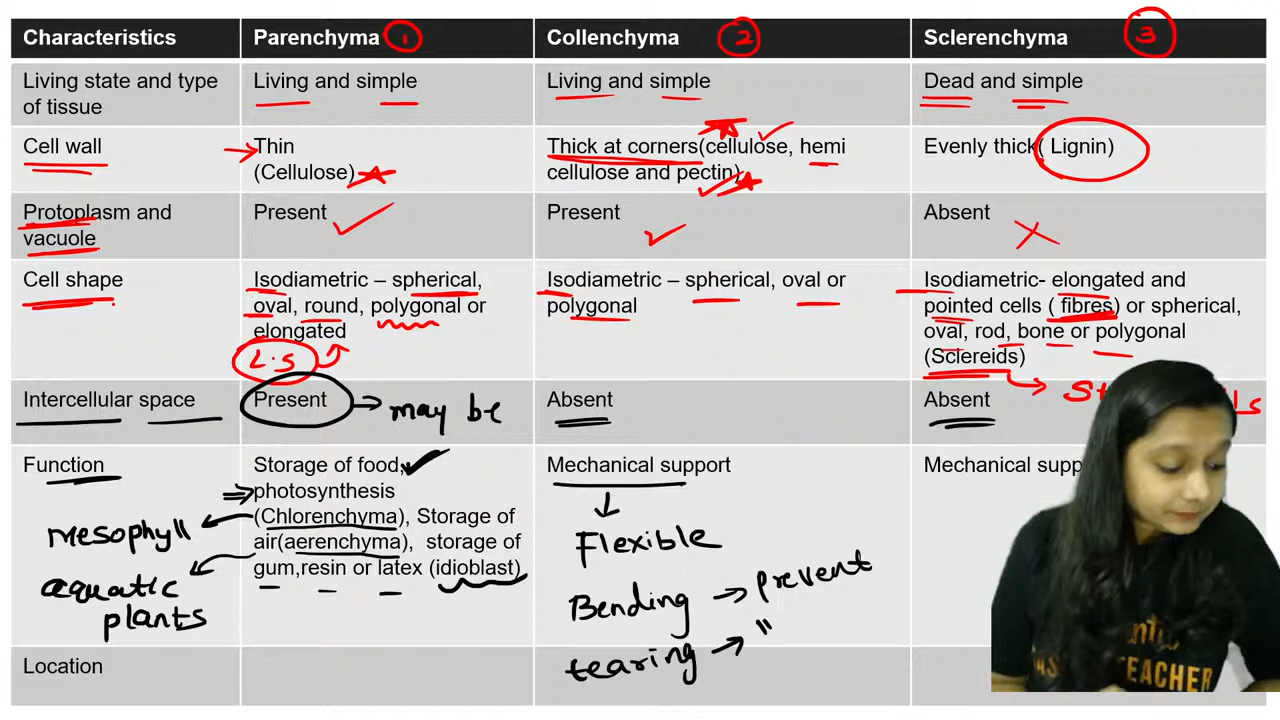 Characteristics
Parenchyma 1
Collenchyma 2
Sclerenchyma 3
Living state and type
of tissue
Living and simple
Living and simple
Dead and simple
Cell wall
Thin
(Cellulose)
Thick at corners(cellulose, hemi
cellulose and pectin)
Evenly thick( Lignin)
Protoplasm and
vacuole
Present
Present
Absent
Cell shape
Isodiametric – spherical,
oval, round, polygonal or
elongated
L.S
Isodiametric – spherical, oval or
polygonal
Isodiametric- elongated and
pointed cells ( fibres) or spherical,
oval, rod, bone or polygonal
(Sclereids)
Intercellular space
Present
may be
Absent
Absent
Function
Storage of food,
photosynthesis
(Chlorenchyma), Storage of
air(aerenchyma), storage of
gum,resin or latex (idioblast)
mesophyll
aquatic
plants
Mechanical support
Flexible
Bending → prevent
tearing → "
Mechanical supp
Location
TEACHER